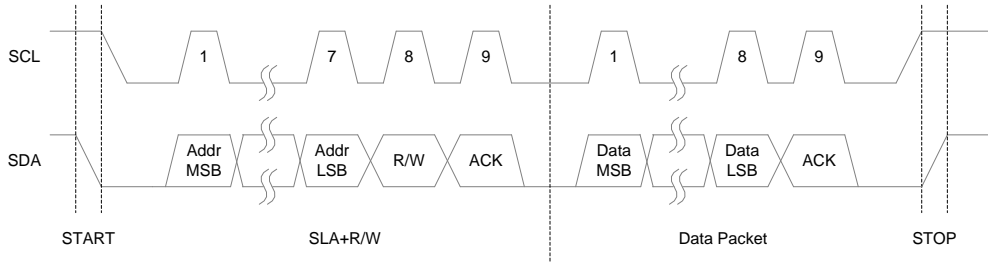 SCL
1
7
8
9
1
8
9
SDA
Addr
MSB
Addr
LSB
R/W
ACK
Data
MSB
Data
LSB
ACK
START
SLA+R/W
Data Packet
STOP